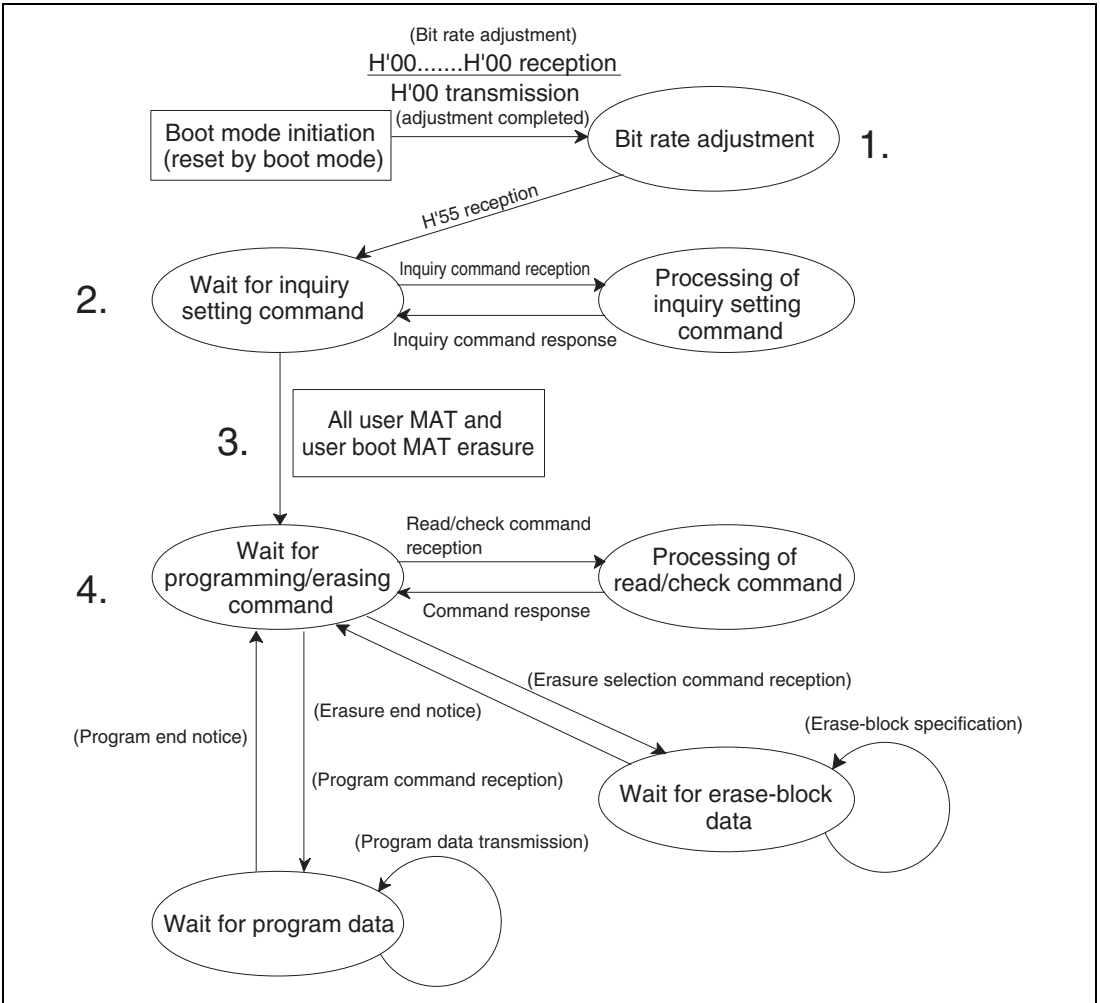 (Bit rate adjustment)
H'00.......H'00 reception
H'00 transmission
(adjustment completed)
Boot mode initiation
(reset by boot mode)
Bit rate adjustment
1.
H'55 reception
2.
Wait for inquiry
setting command
Inquiry command reception
Inquiry command response
Processing of
inquiry setting
command
3.
All user MAT and
user boot MAT erasure
4.
Wait for
programming/erasing
command
Read/check command
reception
Command response
Processing of
read/check command
(Erasure selection command reception)
(Erasure end notice)
(Program end notice)
(Program command reception)
(Erase-block specification)
Wait for erase-block
data
(Program data transmission)
Wait for program data